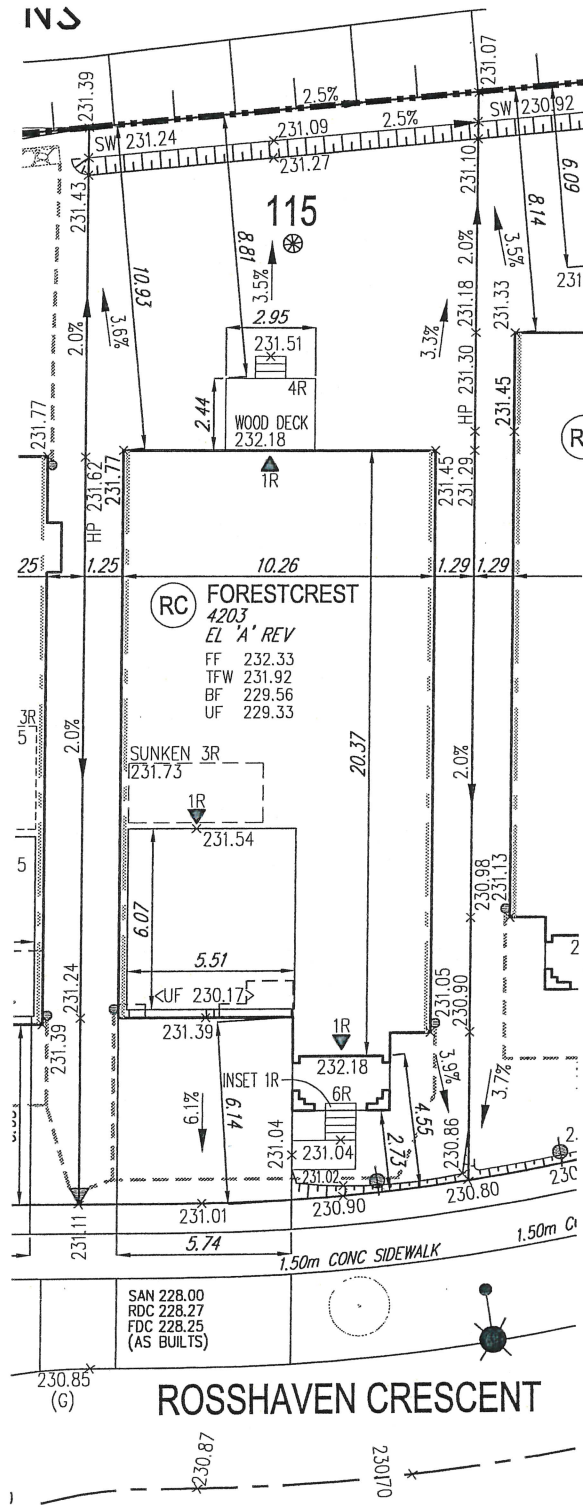 231.39
231.07
2.5%
SW 231.24
231.09
2.5%
SW 230.92
231.27
231.43
231.10
115
6.09
8.14
10.93
8.81
3.5%
2.0%
3.6%
2.0%
3.5%
3.3%
231.18
231.33
2.95
231.51
4R
2.44
WOOD DECK
232.18
1R
231.77
HP 231.62
231.77
231.45
231.29
HP 231.30
231.45
25
1.25
10.26
1.29
1.29
RC
FORESTCREST
4203
EL 'A' REV
FF 232.33
TFW 231.92
BF 229.56
UF 229.33
2.0%
20.37
2.0%
3R
5
SUNKEN 3R
231.73
1R
231.54
5
6.07
5.51
<UF 230.17>
231.24
231.39
231.39
230.98
231.13
231.05
230.90
1R
232.18
INSET 1R
6R
6.1%
6.14
231.04
231.04
2.73
4.55
3.9%
3.7%
230.86
231.02
230.90
230.80
231.11
231.01
5.74
1.50m CONC SIDEWALK
1.50m
SAN 228.00
RDC 228.27
FDC 228.25
(AS BUILTS)
230.85
(G)
ROSSHAVEN CRESCENT
230.87
230.70